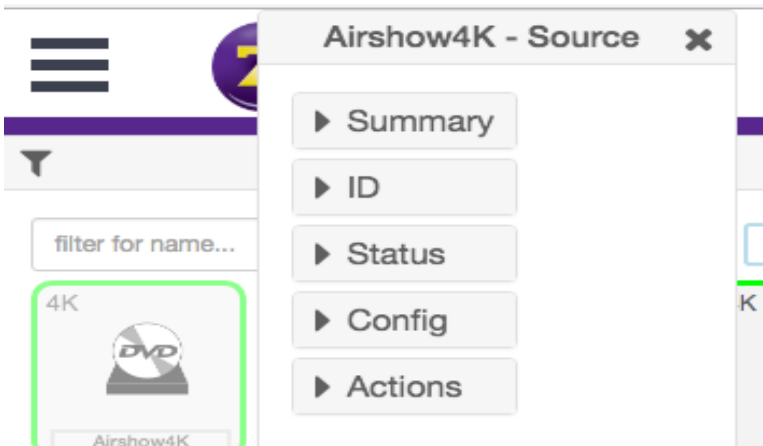 Airshow4K - Source
Summary
ID
filter for name...
Status
4K
Config
DVD
Actions
Airshow4K